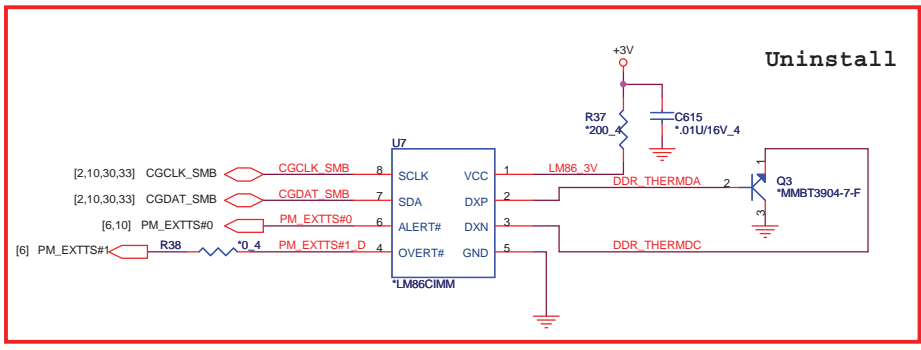 +3V
Uninstall
R37
*200_4
C615
*.01U/16V_4
U7
[2,10,30,33] CGCLK_SMB CGCLK_SMB 8 SCLK VCC 1 LM86_3V
[2,10,30,33] CGDAT_SMB CGDAT_SMB 7 SDA DXP 2 DDR_THERMDA 2
[6,10] PM_EXTTS#0 PM_EXTTS#0 6 ALERT# DXN 3
[6] PM_EXTTS#1 R38 *0_4 PM_EXTTS#1_D 4 OVERT# GND 5 DDR_THERMDC
*LM86CIMM
1
Q3
*MMBT3904-7-F
3